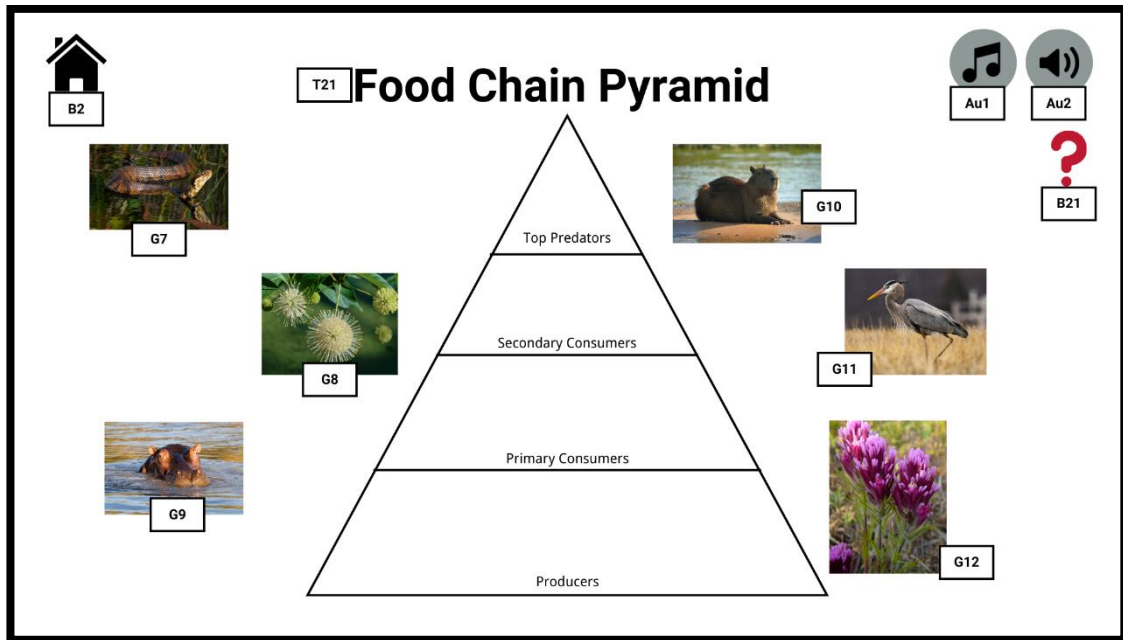 B2
T21
Food Chain Pyramid
Au1
Au2
B21
G7
G10
Top Predators
G8
Secondary Consumers
G11
G9
Primary Consumers
G12
Producers